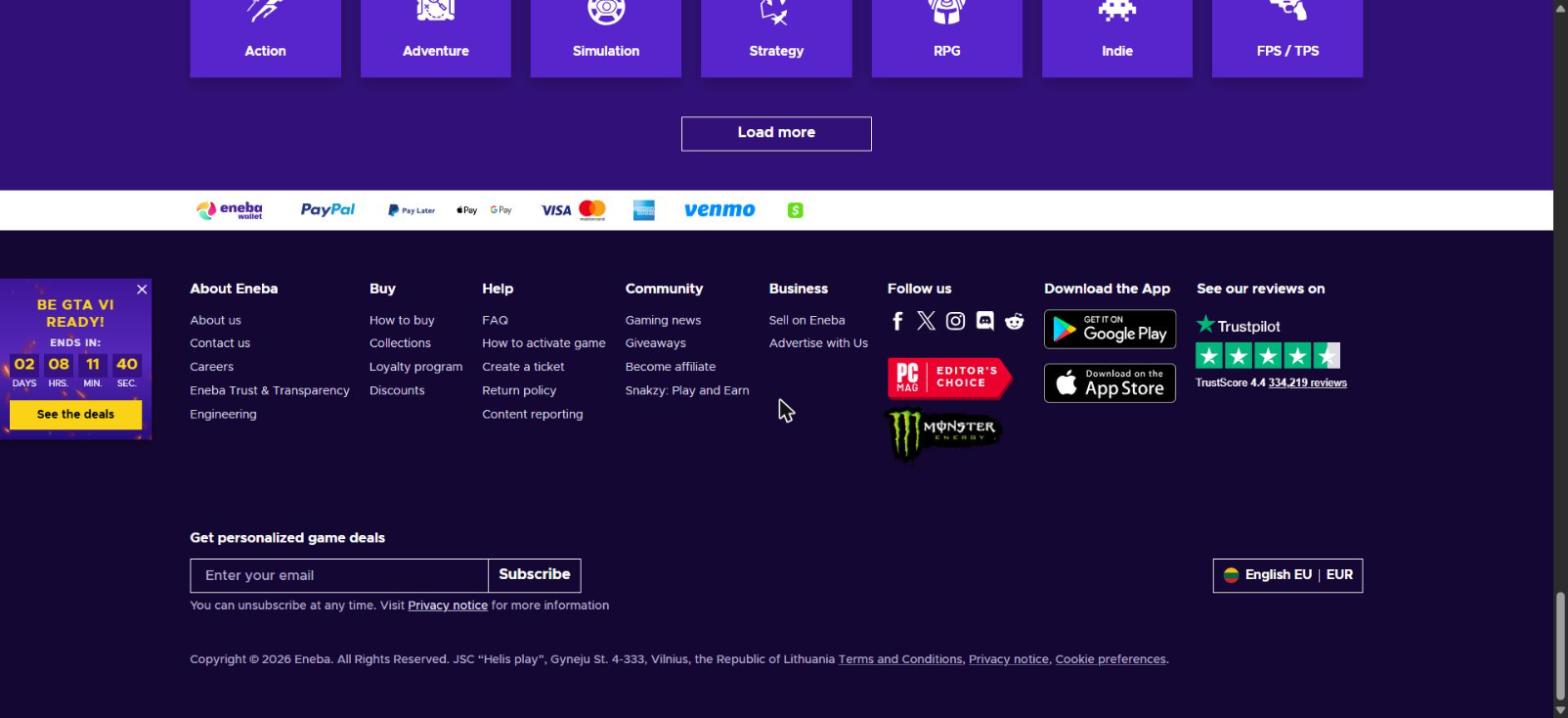 Action Adventure Simulation Strategy RPG Indie FPS / TPS
Load more
eneba wallet PayPal Pay Later Pay G Pay VISA mastercard venmo $
BE GTA VI
READY!
ENDS IN:
02 08 11 40
DAYS HRS. MIN. SEC.
See the deals
About Eneba
About us
Contact us
Careers
Eneba Trust & Transparency
Engineering
Buy
How to buy
Collections
Loyalty program
Discounts
Help
FAQ
How to activate game
Create a ticket
Return policy
Content reporting
Community
Gaming news
Giveaways
Become affiliate
Snakzy: Play and Earn
Business
Sell on Eneba
Advertise with Us
Follow us
PC MAG EDITOR'S CHOICE
MONSTER ENERGY
Download the App
GET IT ON
Google Play
Download on the
App Store
See our reviews on
Trustpilot
TrustScore 4.4 334,219 reviews
Get personalized game deals
Enter your email Subscribe
You can unsubscribe at any time. Visit Privacy notice for more information
English EU | EUR
Copyright © 2026 Eneba. All Rights Reserved. JSC “Helis play”, Gyneju St. 4-333, Vilnius, the Republic of Lithuania Terms and Conditions, Privacy notice, Cookie preferences.